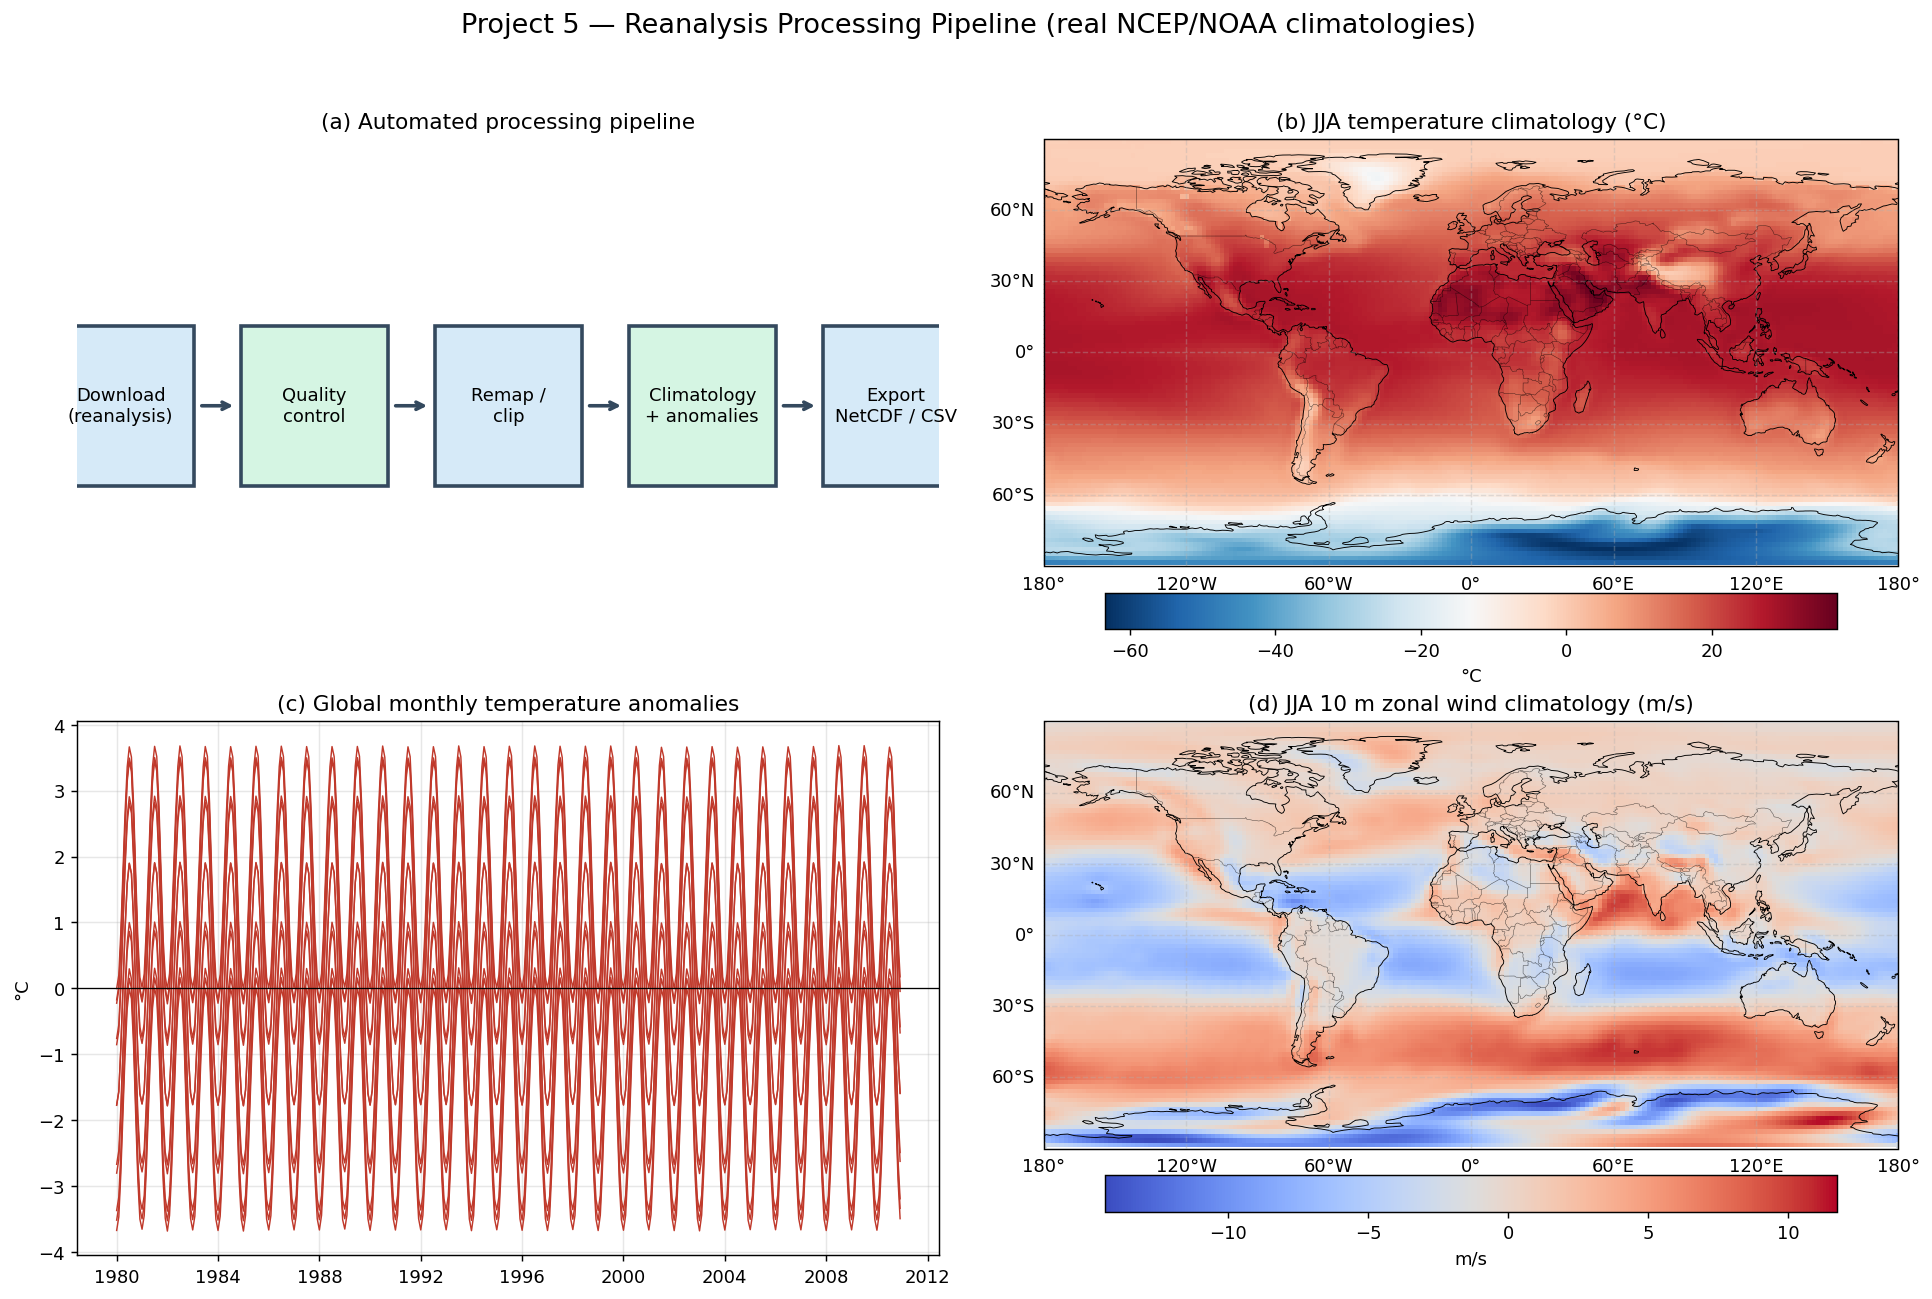 Project 5 — Reanalysis Processing Pipeline (real NCEP/NOAA climatologies)
(a) Automated processing pipeline
Download
(reanalysis)
Quality
control
Remap /
clip
Climatology
+ anomalies
Export
NetCDF / CSV
(b) JJA temperature climatology (°C)
60°N
30°N
0°
30°S
60°S
180° 120°W 60°W 0° 60°E 120°E 180°
−60 −40 −20 0 20
°C
(c) Global monthly temperature anomalies
4
3
2
1
0
−1
−2
−3
−4
°C
1980 1984 1988 1992 1996 2000 2004 2008 2012
(d) JJA 10 m zonal wind climatology (m/s)
60°N
30°N
0°
30°S
60°S
180° 120°W 60°W 0° 60°E 120°E 180°
−10 −5 0 5 10
m/s